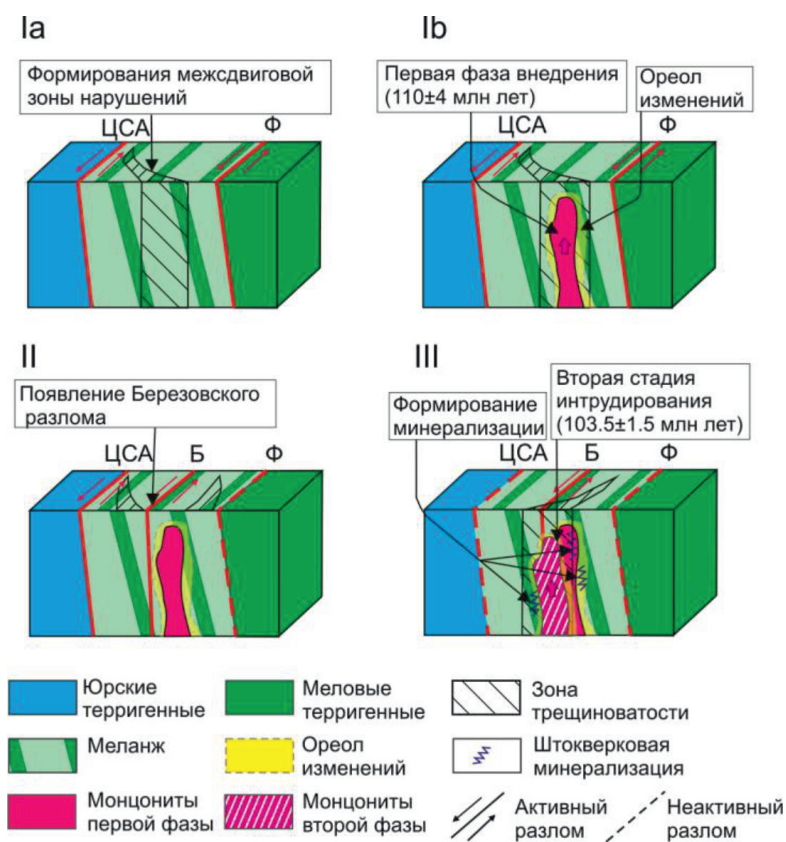 Ia
Формирования межсдвиговой
зоны нарушений
ЦСА
Ф
Ib
Первая фаза внедрения
(110±4 млн лет)
Ореол
изменений
ЦСА
Ф
II
Появление Березовского
разлома
ЦСА
Б
Ф
III
Формирование
минерализации
Вторая стадия
интрудирования
(103.5±1.5 млн лет)
ЦСА
Б
Ф
Юрские
терригенные
Меловые
терригенные
Зона
трещиноватости
Меланж
Ореол
изменений
Штокверковая
минерализация
Монцониты
первой фазы
Монцониты
второй фазы
Активный
разлом
Неактивный
разлом